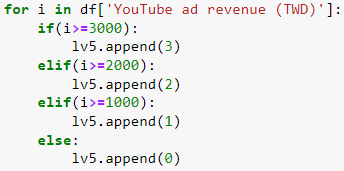 for i in df['YouTube ad revenue (TWD)']:
    if(i>=3000):
        lv5.append(3)
    elif(i>=2000):
        lv5.append(2)
    elif(i>=1000):
        lv5.append(1)
    else:
        lv5.append(0)